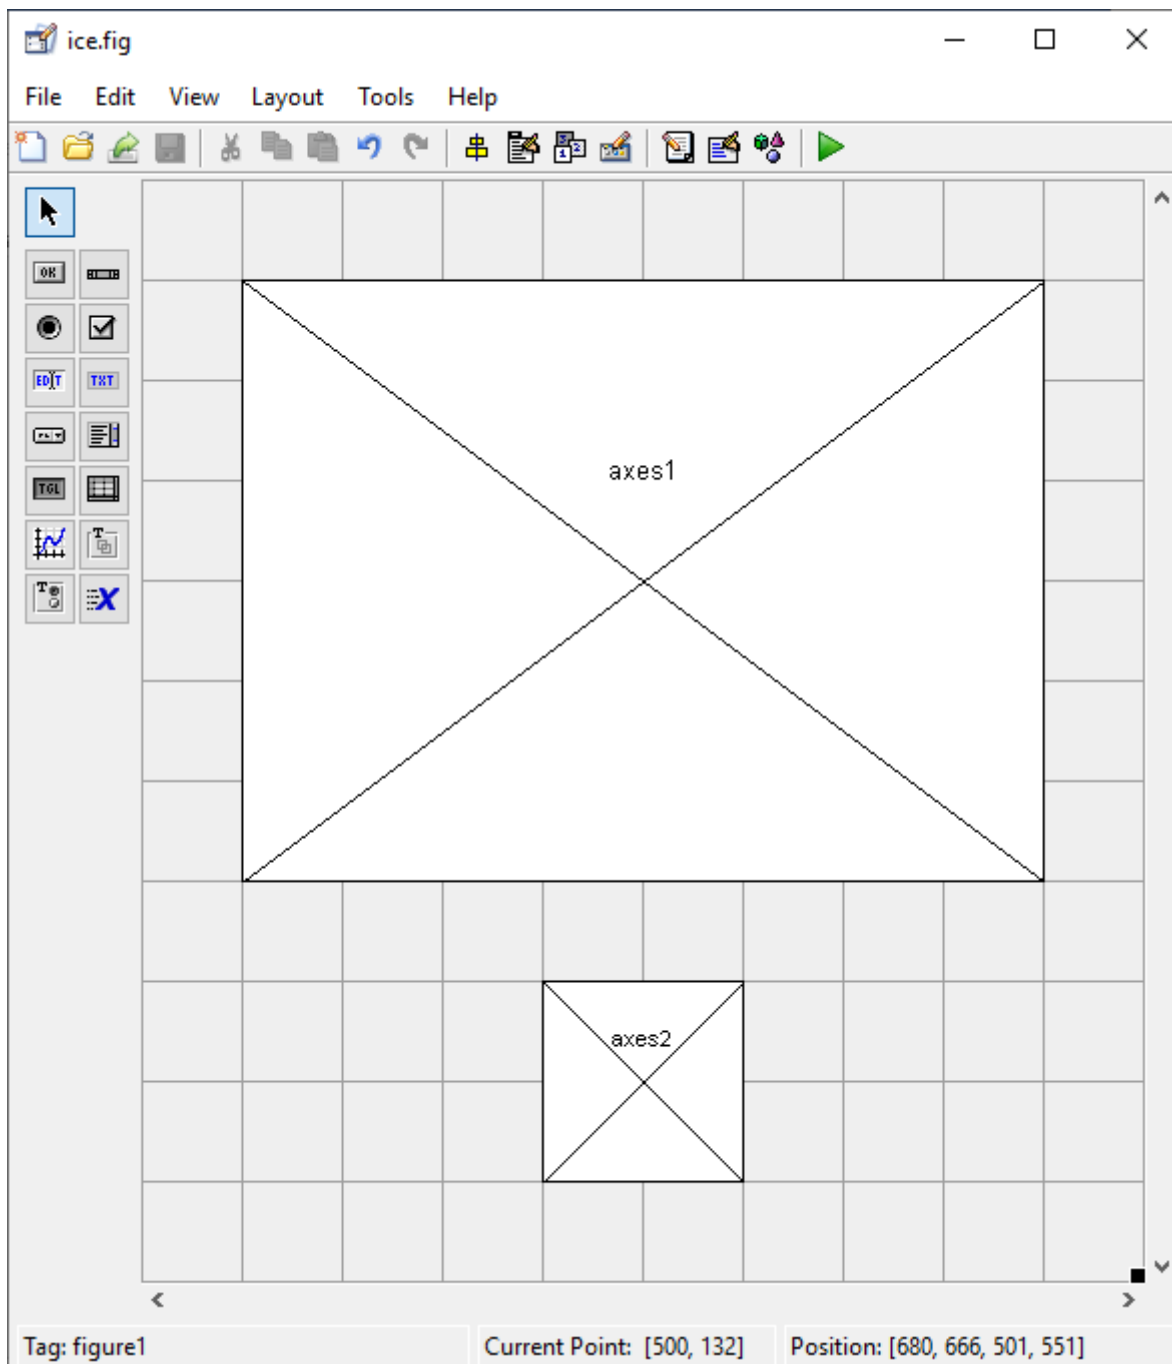 ice.fig
File Edit View Layout Tools Help
OK
EDIT TXT
TGL
T
T
axes1
axes2
Tag: figure1 Current Point: [500, 132] Position: [680, 666, 501, 551]